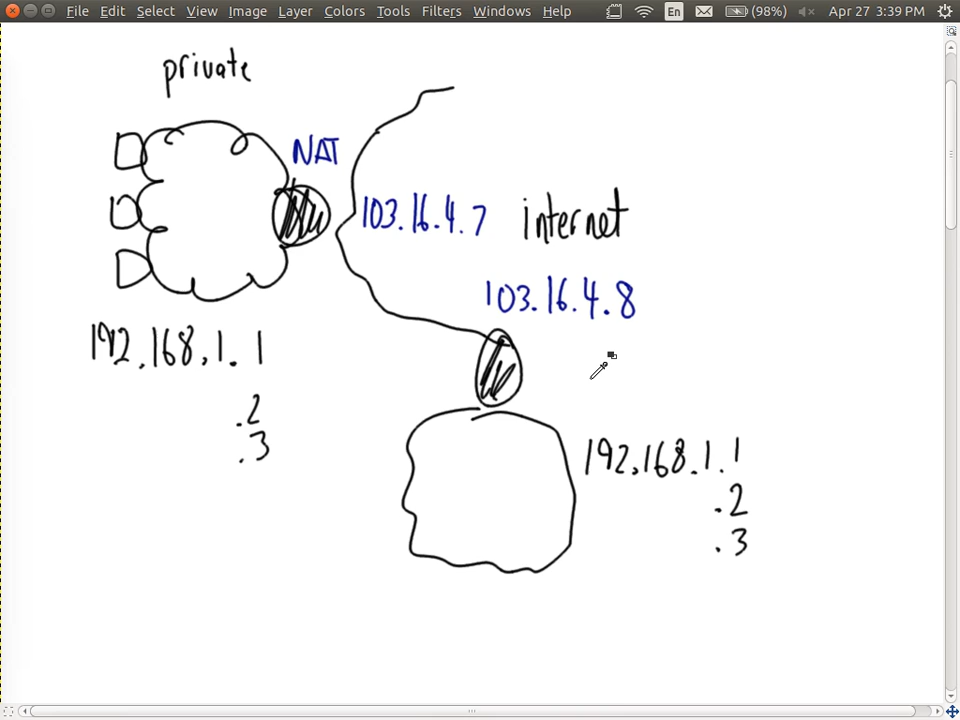 File Edit Select View Image Layer Colors Tools Filters Windows Help En (98%) Apr 27 3:39 PM
private
NAT
103.16.4.7 internet
103.16.4.8
192.168.1.1
.2
.3
192.168.1.1
.2
.3